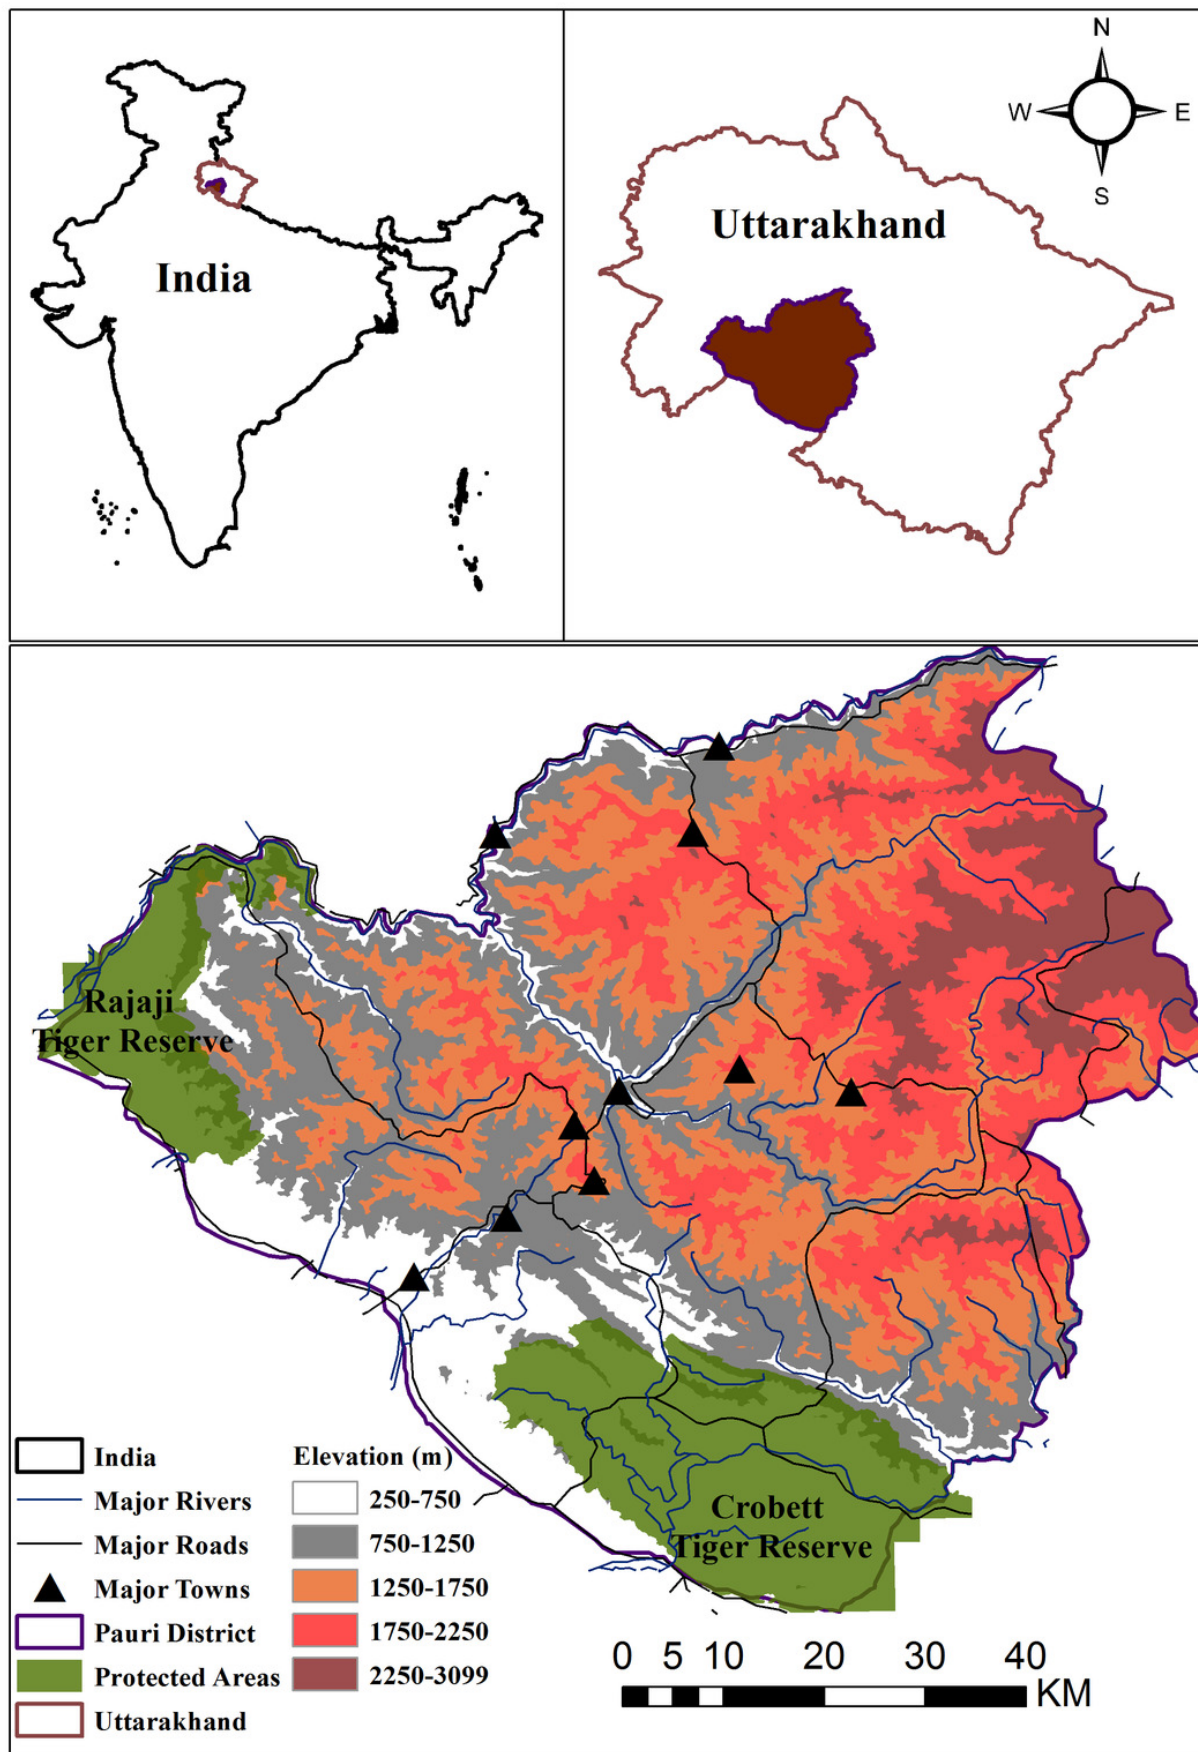 India
Uttarakhand
N
W
E
S
Rajaji
Tiger Reserve
Crobett
Tiger Reserve
India
Major Rivers
Major Roads
Major Towns
Pauri District
Protected Areas
Uttarakhand
Elevation (m)
250-750
750-1250
1250-1750
1750-2250
2250-3099
0 5 10 20 30 40
KM